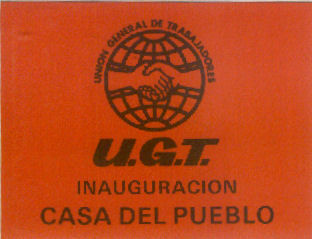 UNION GENERAL DE TRABAJADORES
U.G.T.
INAUGURACION
CASA DEL PUEBLO